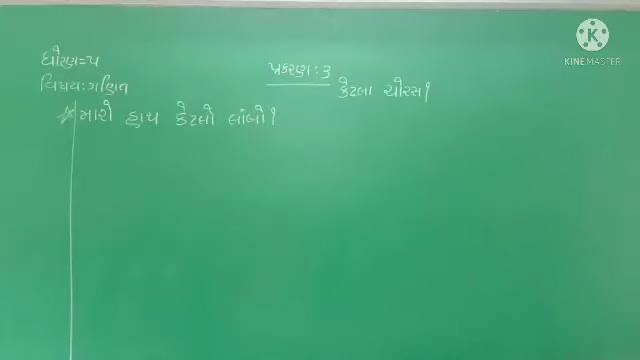 ધોરણ=૫
પ્રકરણ:૩
વિષય:ગણિત
કેટલા ચોરસ?
* મારો હાથ કેટલો લાંબો?
KINEMASTER